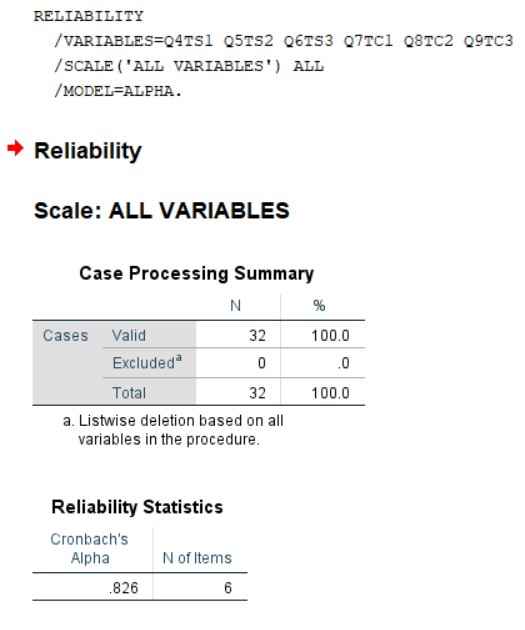 RELIABILITY
/VARIABLES=Q4TS1 Q5TS2 Q6TS3 Q7TC1 Q8TC2 Q9TC3
/SCALE('ALL VARIABLES') ALL
/MODEL=ALPHA.
Reliability
Scale: ALL VARIABLES
Case Processing Summary
N %
Cases Valid 32 100.0
Excludeda 0 .0
Total 32 100.0
a. Listwise deletion based on all
variables in the procedure.
Reliability Statistics
Cronbach's
Alpha N of Items
.826 6